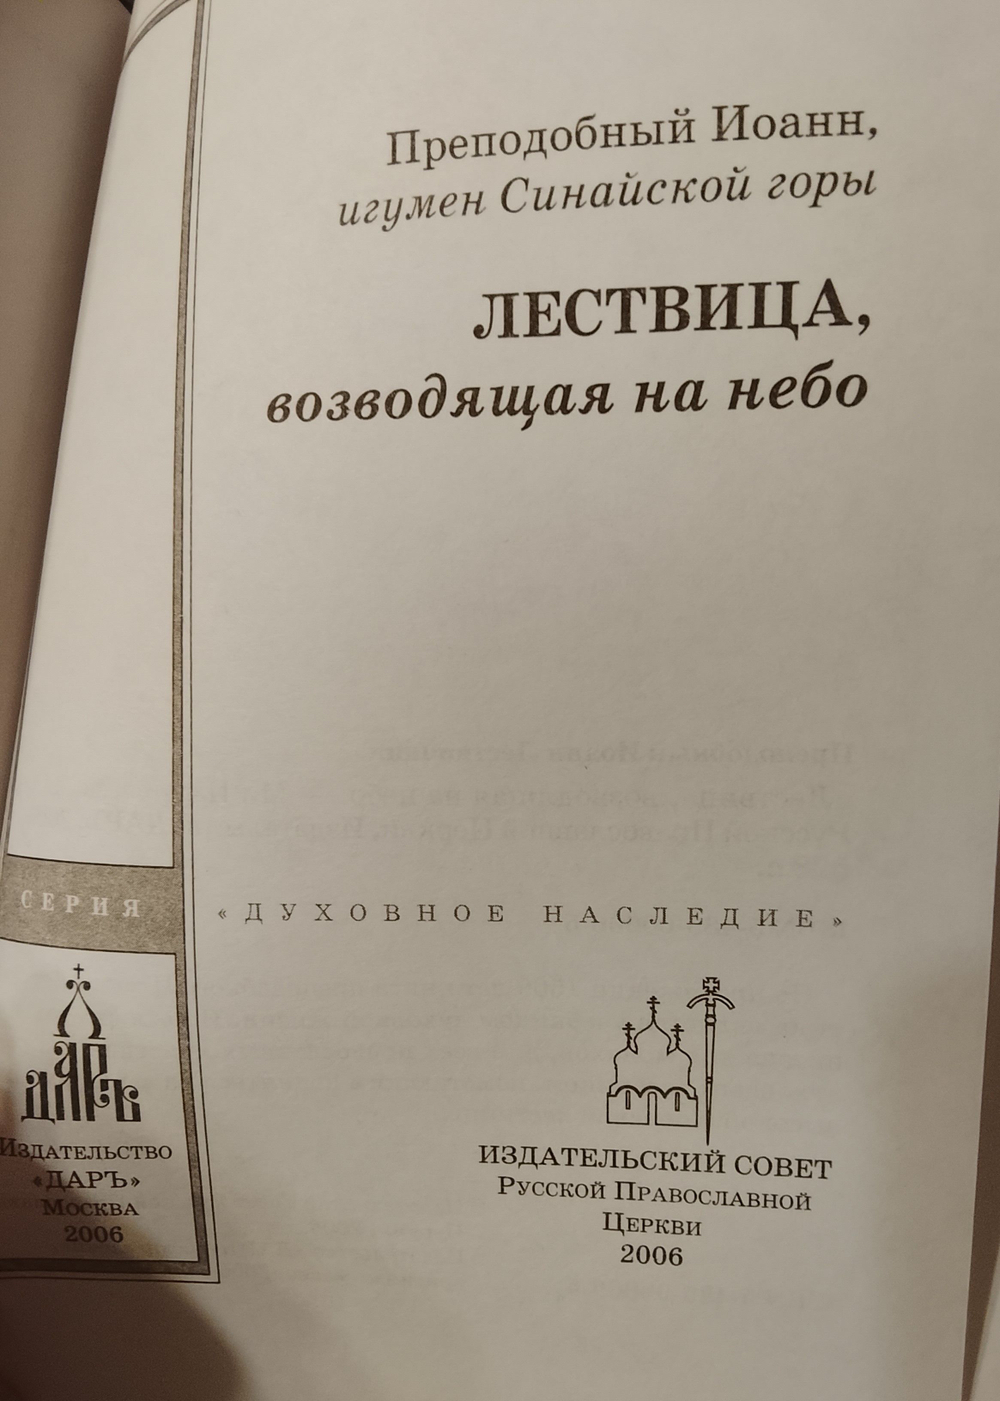 Преподобный Иоанн,
игумен Синайской горы
ЛЕСТВИЦА,
возводящая на небо
СЕРИЯ «ДУХОВНОЕ НАСЛЕДИЕ»
ДАРЪ
ИЗДАТЕЛЬСТВО
«ДАРЪ»
МОСКВА
2006
ИЗДАТЕЛЬСКИЙ СОВЕТ
РУССКОЙ ПРАВОСЛАВНОЙ
ЦЕРКВИ
2006